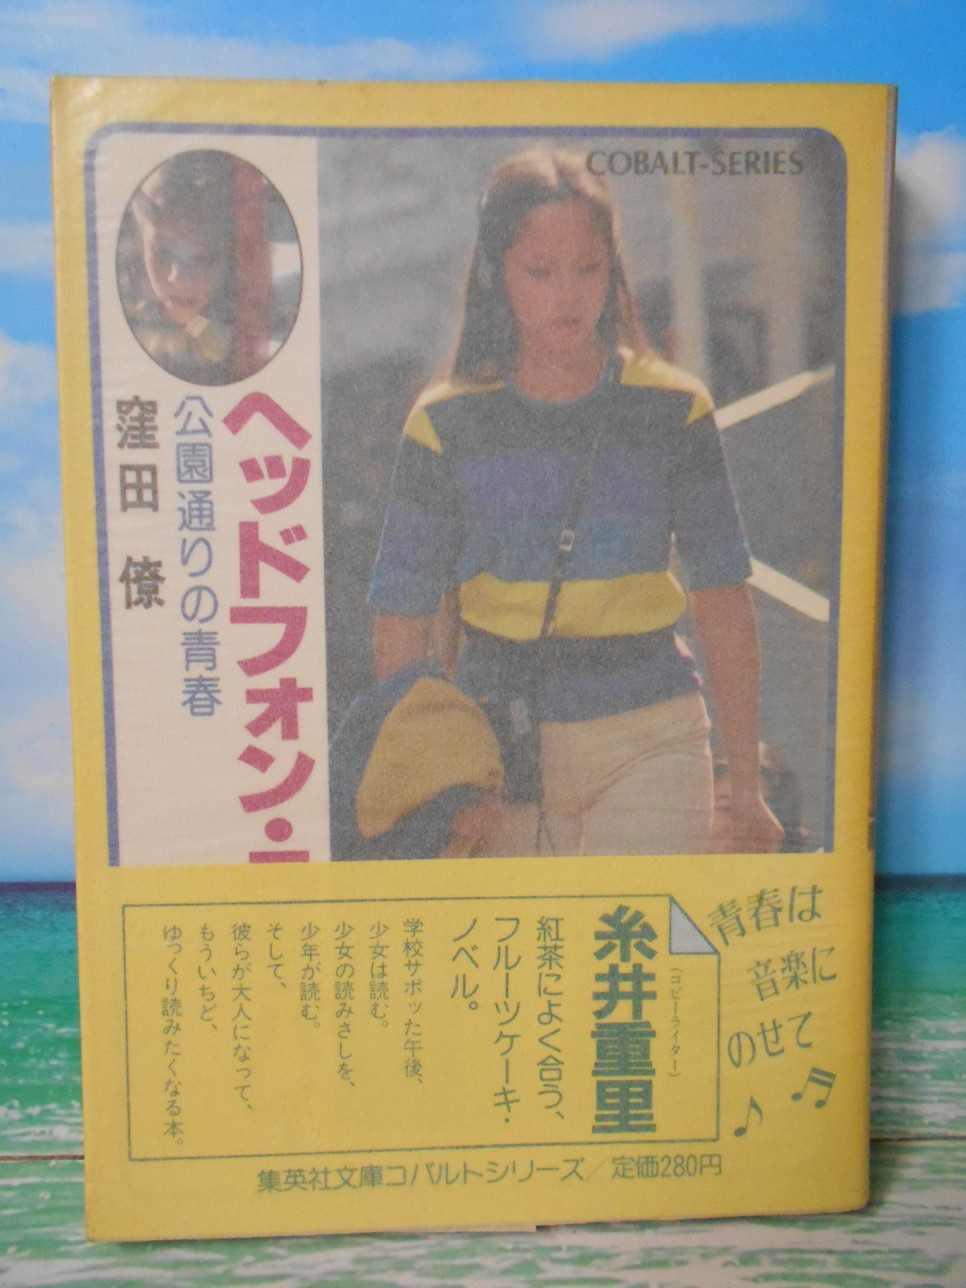 COBALT-SERIES
ヘッドフォン・
公園通りの青春
窪田 僚
青春は
音楽に
のせて
糸井重里
(コピーライター)
紅茶によく合う、
フルーツケーキ・
ノベル。
学校サボッた午後、
少女は読む。
少女の読みさしを、
少年が読む。
そして、
彼らが大人になって、
もういちど、
ゆっくり読みたくなる本。
集英社文庫コバルトシリーズ/定価280円